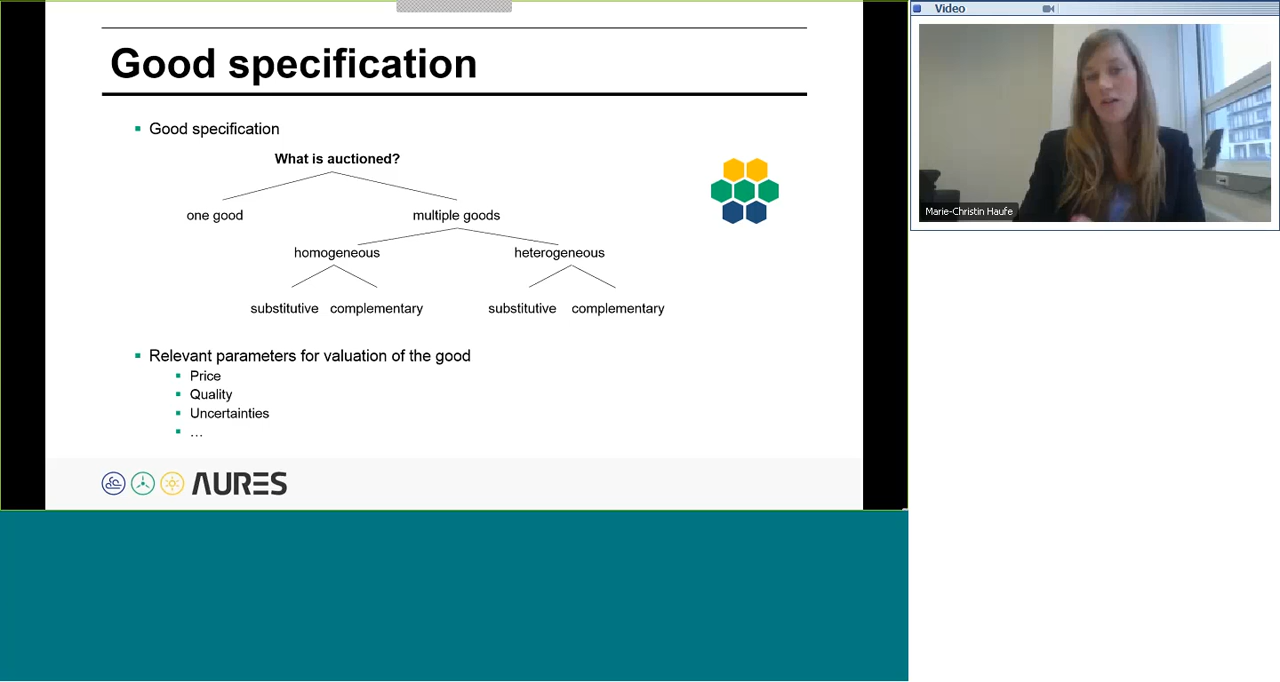 Good specification
Good specification
What is auctioned?
one good multiple goods
homogeneous heterogeneous
substitutive complementary substitutive complementary
Relevant parameters for valuation of the good
Price
Quality
Uncertainties
...
AURES
Video
Marie-Christin Haufe